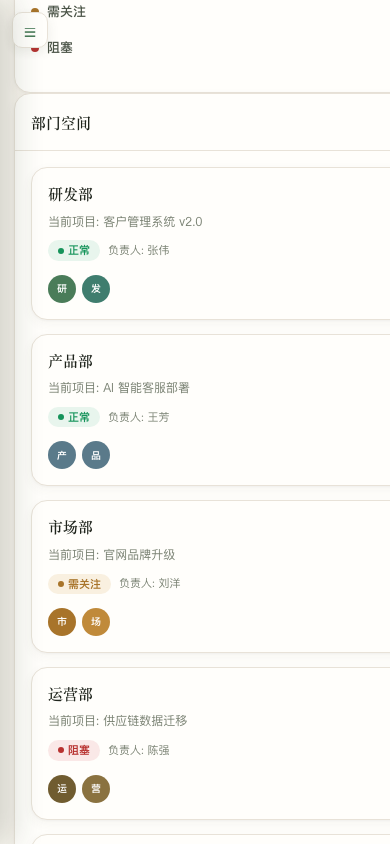 需关注
阻塞
部门空间
研发部
当前项目: 客户管理系统 v2.0
正常 负责人: 张伟
研 发
产品部
当前项目: AI 智能客服部署
正常 负责人: 王芳
产 品
市场部
当前项目: 官网品牌升级
需关注 负责人: 刘洋
市 场
运营部
当前项目: 供应链数据迁移
阻塞 负责人: 陈强
运 营